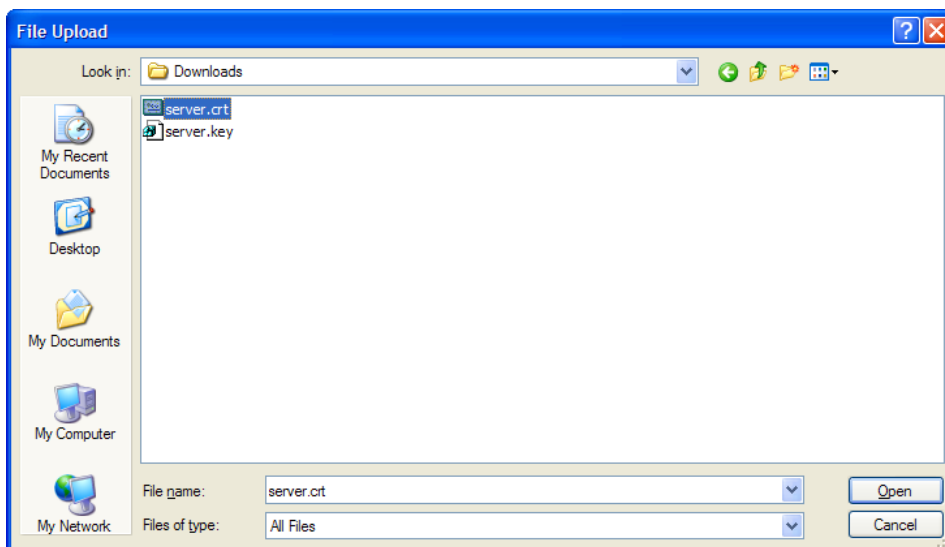 File Upload
Look in: Downloads
server.crt
server.key
My Recent
Documents
Desktop
My Documents
My Computer
My Network
File name: server.crt Open
Files of type: All Files Cancel